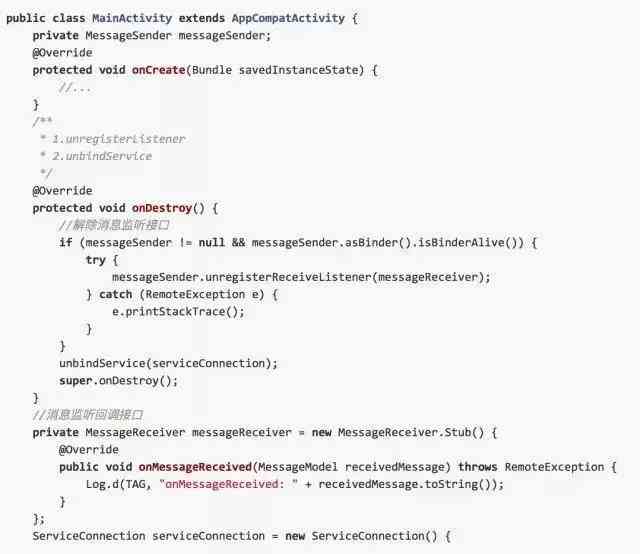 public class MainActivity extends AppCompatActivity {
    private MessageSender messageSender;
    @Override
    protected void onCreate(Bundle savedInstanceState) {
        //...
    }
    /**
     * 1.unregisterListener
     * 2.unbindService
     */
    @Override
    protected void onDestroy() {
        //解除消息监听接口
        if (messageSender != null && messageSender.asBinder().isBinderAlive()) {
            try {
                messageSender.unregisterReceiveListener(messageReceiver);
            } catch (RemoteException e) {
                e.printStackTrace();
            }
        }
        unbindService(serviceConnection);
        super.onDestroy();
    }
    //消息监听回调接口
    private MessageReceiver messageReceiver = new MessageReceiver.Stub() {
        @Override
        public void onMessageReceived(MessageModel receivedMessage) throws RemoteException {
            Log.d(TAG, "onMessageReceived: " + receivedMessage.toString());
        }
    };
    ServiceConnection serviceConnection = new ServiceConnection() {